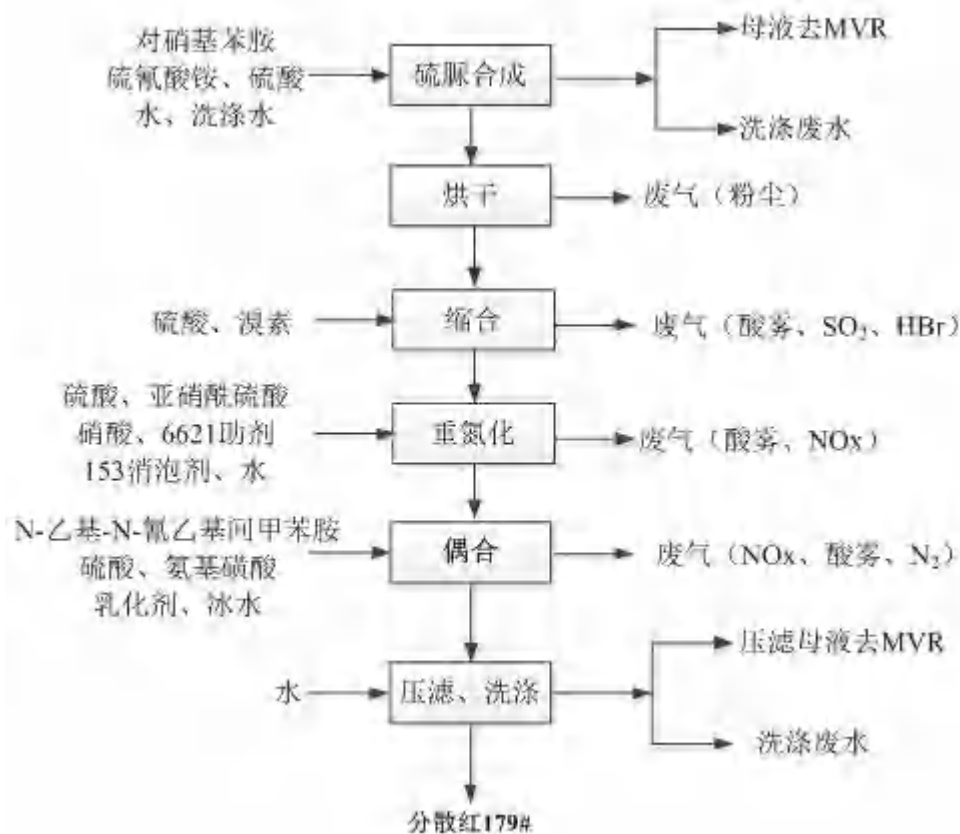 对硝基苯胺
硫氰酸铵、硫酸
水、洗涤水
硫脲合成
母液去MVR
洗涤废水
烘干
废气（粉尘）
硫酸、溴素
缩合
废气（酸雾、SO₂、HBr）
硫酸、亚硝酰硫酸
硝酸、6621助剂
153消泡剂、水
重氮化
废气（酸雾、NOx）
N-乙基-N-氰乙基间甲苯胺
硫酸、氨基磺酸
乳化剂、冰水
偶合
废气（NOx、酸雾、N₂）
水
压滤、洗涤
压滤母液去MVR
洗涤废水
分散红179#